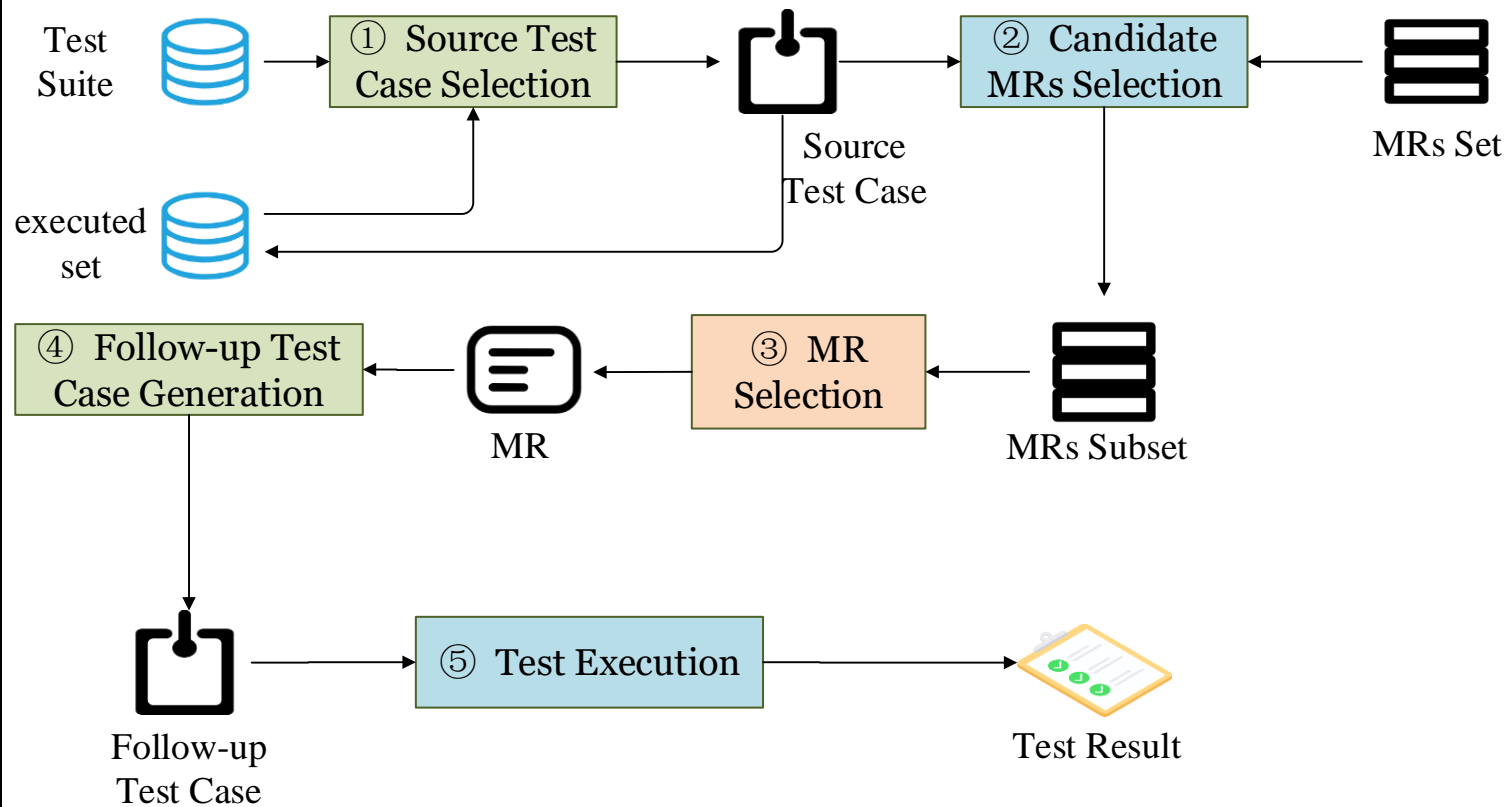 Test
Suite
① Source Test
Case Selection
② Candidate
MRs Selection
Source
Test Case
MRs Set
executed
set
④ Follow-up Test
Case Generation
MR
③ MR
Selection
MRs Subset
⑤ Test Execution
Follow-up
Test Case
Test Result